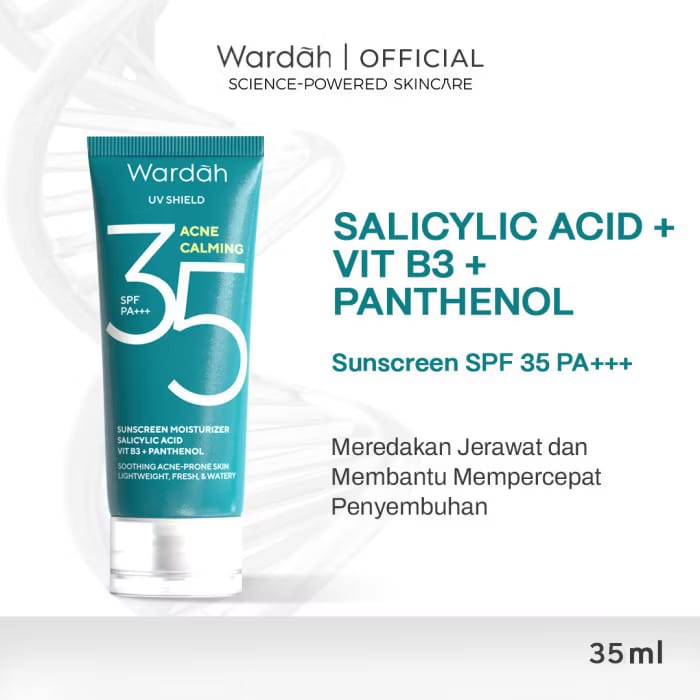 Wardah | OFFICIAL
SCIENCE-POWERED SKINCARE
Wardah
UV SHIELD
35
ACNE
CALMING
SPF
PA+++
SUNSCREEN MOISTURIZER
SALICYLIC ACID
VIT B3 + PANTHENOL
SOOTHING ACNE-PRONE SKIN
LIGHTWEIGHT, FRESH, & WATERY
SALICYLIC ACID +
VIT B3 +
PANTHENOL
Sunscreen SPF 35 PA+++
Meredakan Jerawat dan
Membantu Mempercepat
Penyembuhan
35 ml